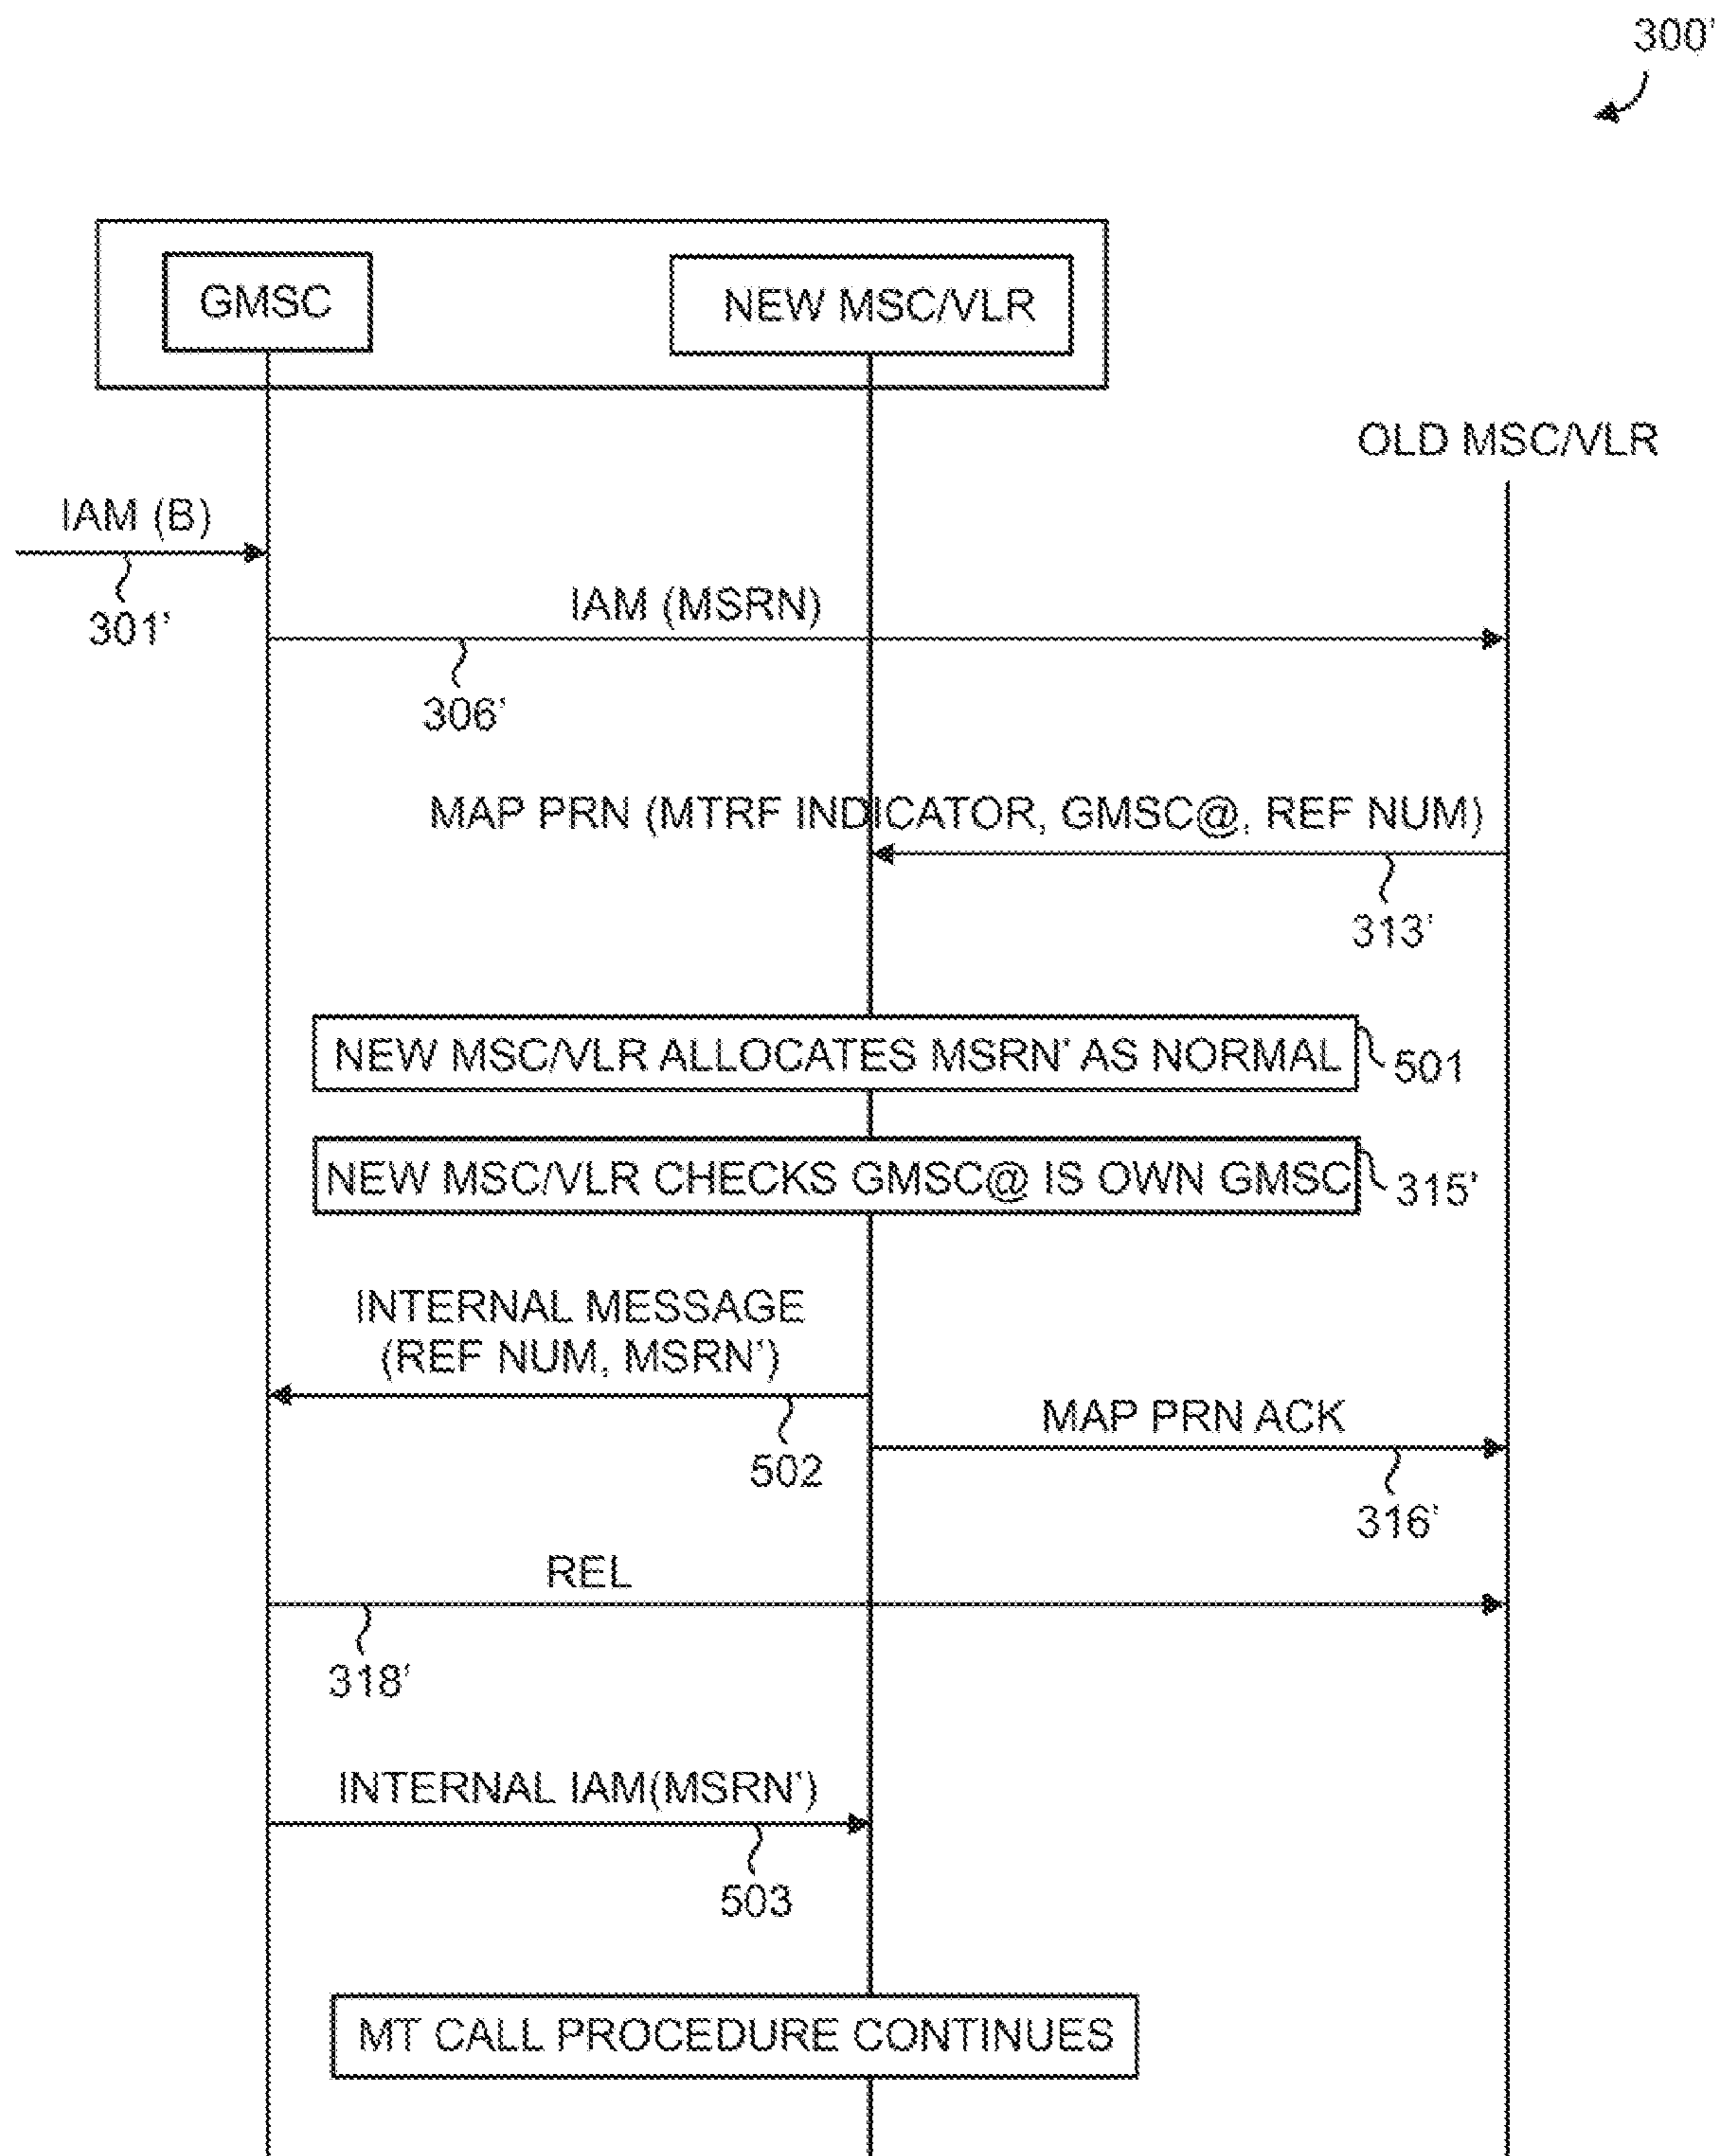 300'
GMSC
NEW MSC/VLR
OLD MSC/VLR
IAM (B)
301'
IAM (MSRN)
306'
MAP PRN (MTRF INDICATOR, GMSC@, REF NUM)
313'
NEW MSC/VLR ALLOCATES MSRN' AS NORMAL
501
NEW MSC/VLR CHECKS GMSC@ IS OWN GMSC
315'
INTERNAL MESSAGE
(REF NUM, MSRN')
502
MAP PRN ACK
316'
REL
318'
INTERNAL IAM(MSRN')
503
MT CALL PROCEDURE CONTINUES